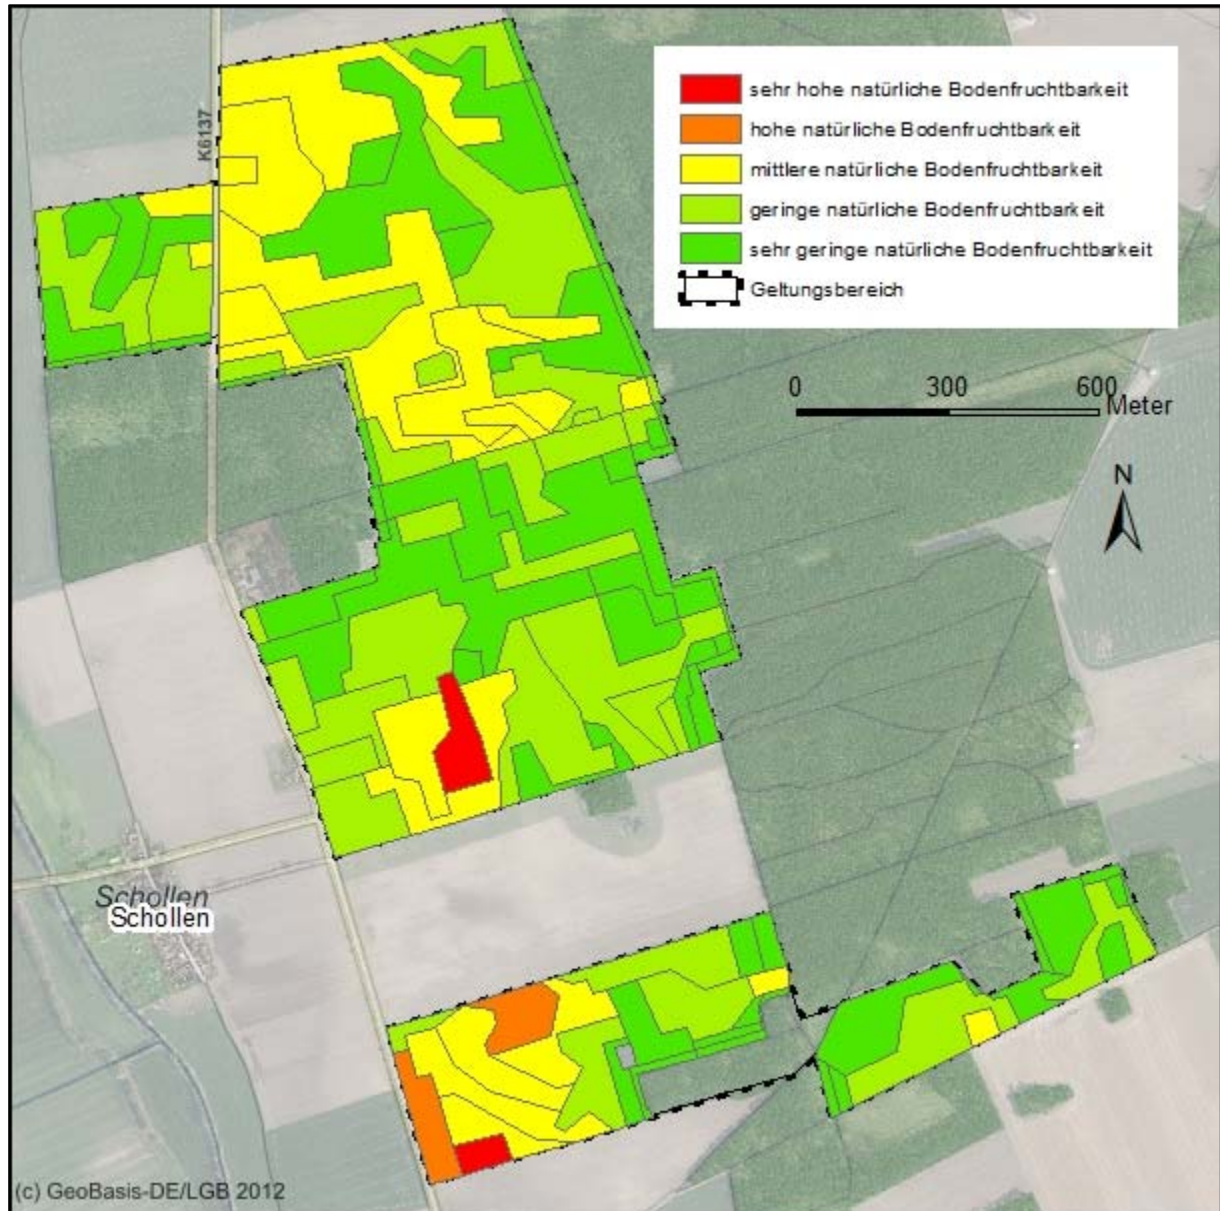 K6137
sehr hohe natürliche Bodenfruchtbarkeit
hohe natürliche Bodenfruchtbarkeit
mittlere natürliche Bodenfruchtbarkeit
geringe natürliche Bodenfruchtbarkeit
sehr geringe natürliche Bodenfruchtbarkeit
Geltungsbereich
0 300 600 Meter
N
Schollen
Schollen
(c) GeoBasis-DE/LGB 2012